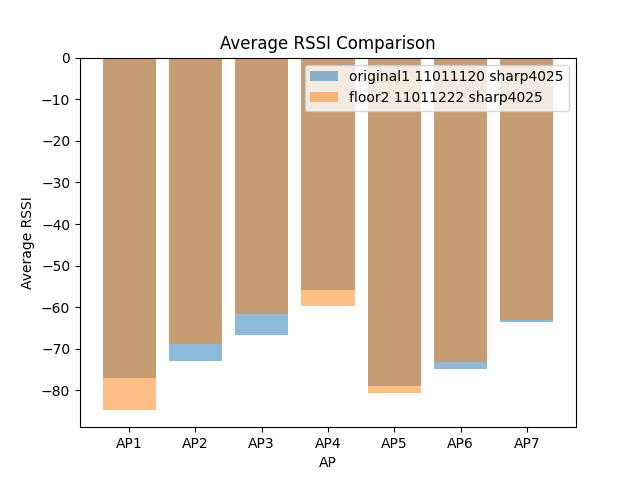 Average RSSI Comparison
original1 11011120 sharp4025
floor2 11011222 sharp4025
Average RSSI
0
−10
−20
−30
−40
−50
−60
−70
−80
AP1 AP2 AP3 AP4 AP5 AP6 AP7
AP